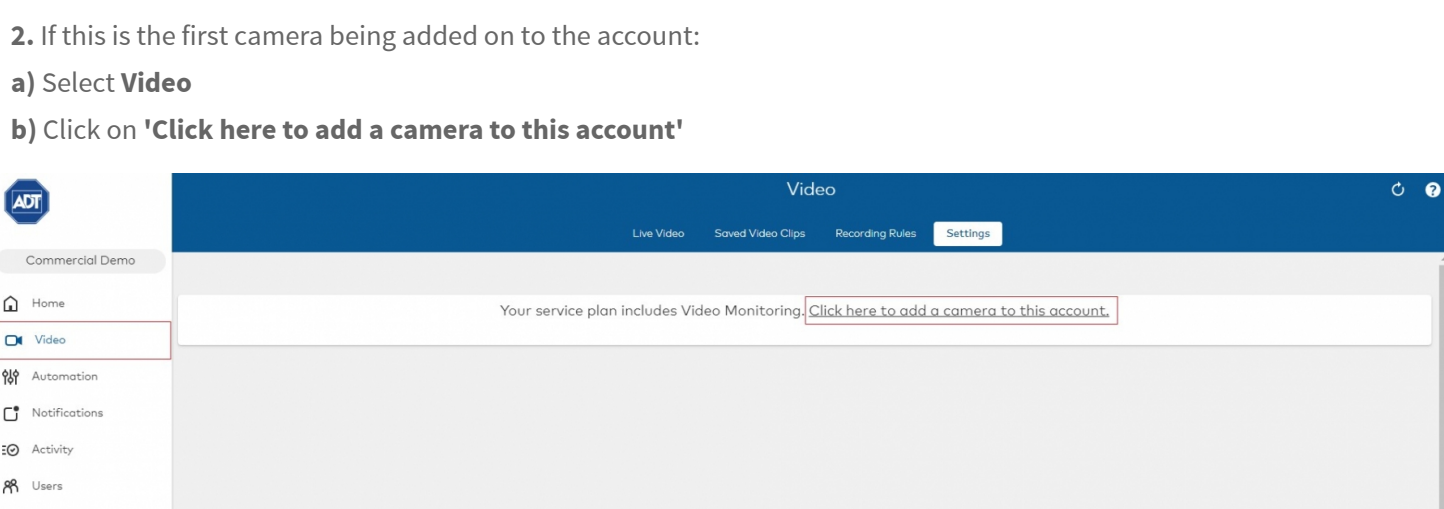 2. If this is the first camera being added on to the account:
a) Select Video
b) Click on 'Click here to add a camera to this account'
ADT
Video
Live Video Saved Video Clips Recording Rules Settings
Commercial Demo
Home
Your service plan includes Video Monitoring. Click here to add a camera to this account.
Video
Automation
Notifications
Activity
Users